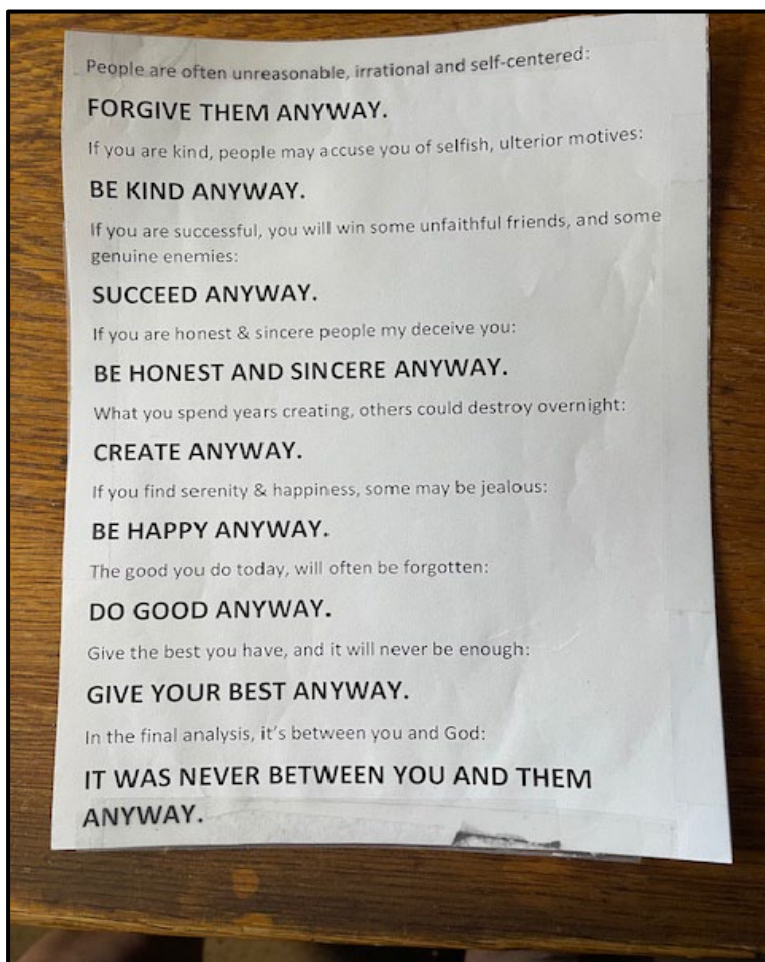 People are often unreasonable, irrational and self-centered:
FORGIVE THEM ANYWAY.
If you are kind, people may accuse you of selfish, ulterior motives:
BE KIND ANYWAY.
If you are successful, you will win some unfaithful friends, and some
genuine enemies:
SUCCEED ANYWAY.
If you are honest & sincere people my deceive you:
BE HONEST AND SINCERE ANYWAY.
What you spend years creating, others could destroy overnight:
CREATE ANYWAY.
If you find serenity & happiness, some may be jealous:
BE HAPPY ANYWAY.
The good you do today, will often be forgotten:
DO GOOD ANYWAY.
Give the best you have, and it will never be enough:
GIVE YOUR BEST ANYWAY.
In the final analysis, it's between you and God:
IT WAS NEVER BETWEEN YOU AND THEM
ANYWAY.